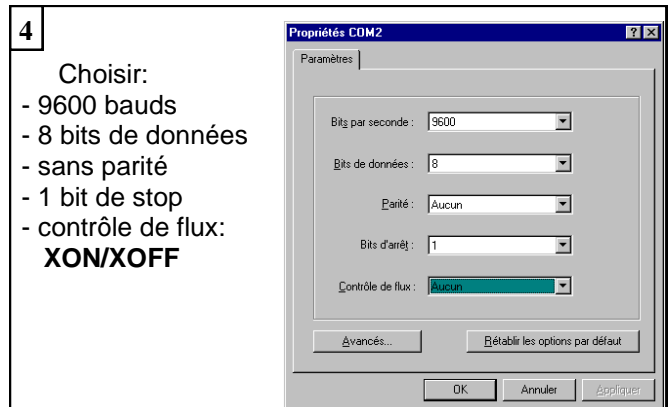 4
Choisir:
- 9600 bauds
- 8 bits de données
- sans parité
- 1 bit de stop
- contrôle de flux:
XON/XOFF
Propriétés COM2
Paramètres
Bits par seconde : 9600
Bits de données : 8
Parité : Aucun
Bits d'arrêt : 1
Contrôle de flux : Aucun
Avancés... Rétablir les options par défaut
OK Annuler Appliquer